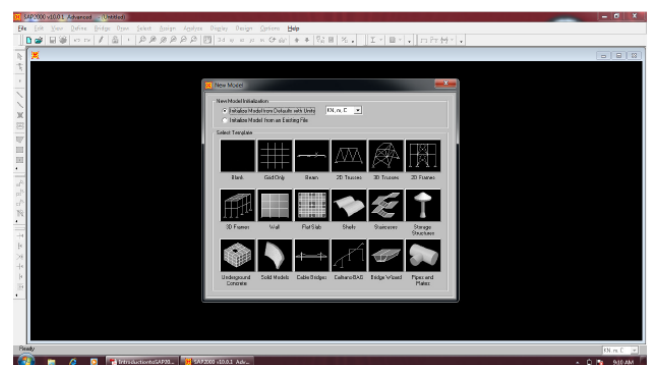 SAP2000 v10.0.1 Advanced - (Untitled)
File Edit View Define Bridge Draw Select Assign Analyze Display Design Options Help
New Model
New Model Initialization
Initialize Model from Defaults with Units
KN, m, C
Initialize Model from an Existing File
Select Template
Blank Grid Only Beam 2D Trusses 3D Trusses 2D Frames
3D Frames Wall Flat Slab Shells Staircases Storage Structures
Underground Concrete Solid Models Cable Bridges Caltrans-BAG Bridge Wizard Pipes and Plates
Ready
KN, m, C
IntroductiontoSAP20... SAP2000 v10.0.1 Adv...
9:10 AM